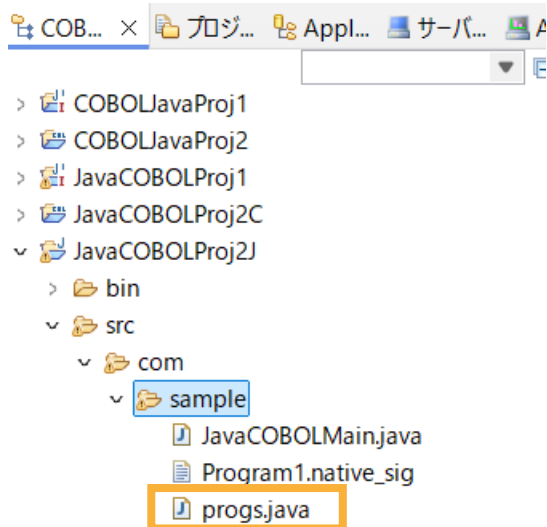 COB... プロジ... Appl... サーバ... A
COBOLJavaProj1
COBOLJavaProj2
JavaCOBOLProj1
JavaCOBOLProj2C
JavaCOBOLProj2J
bin
src
com
sample
JavaCOBOLMain.java
Program1.native_sig
progs.java